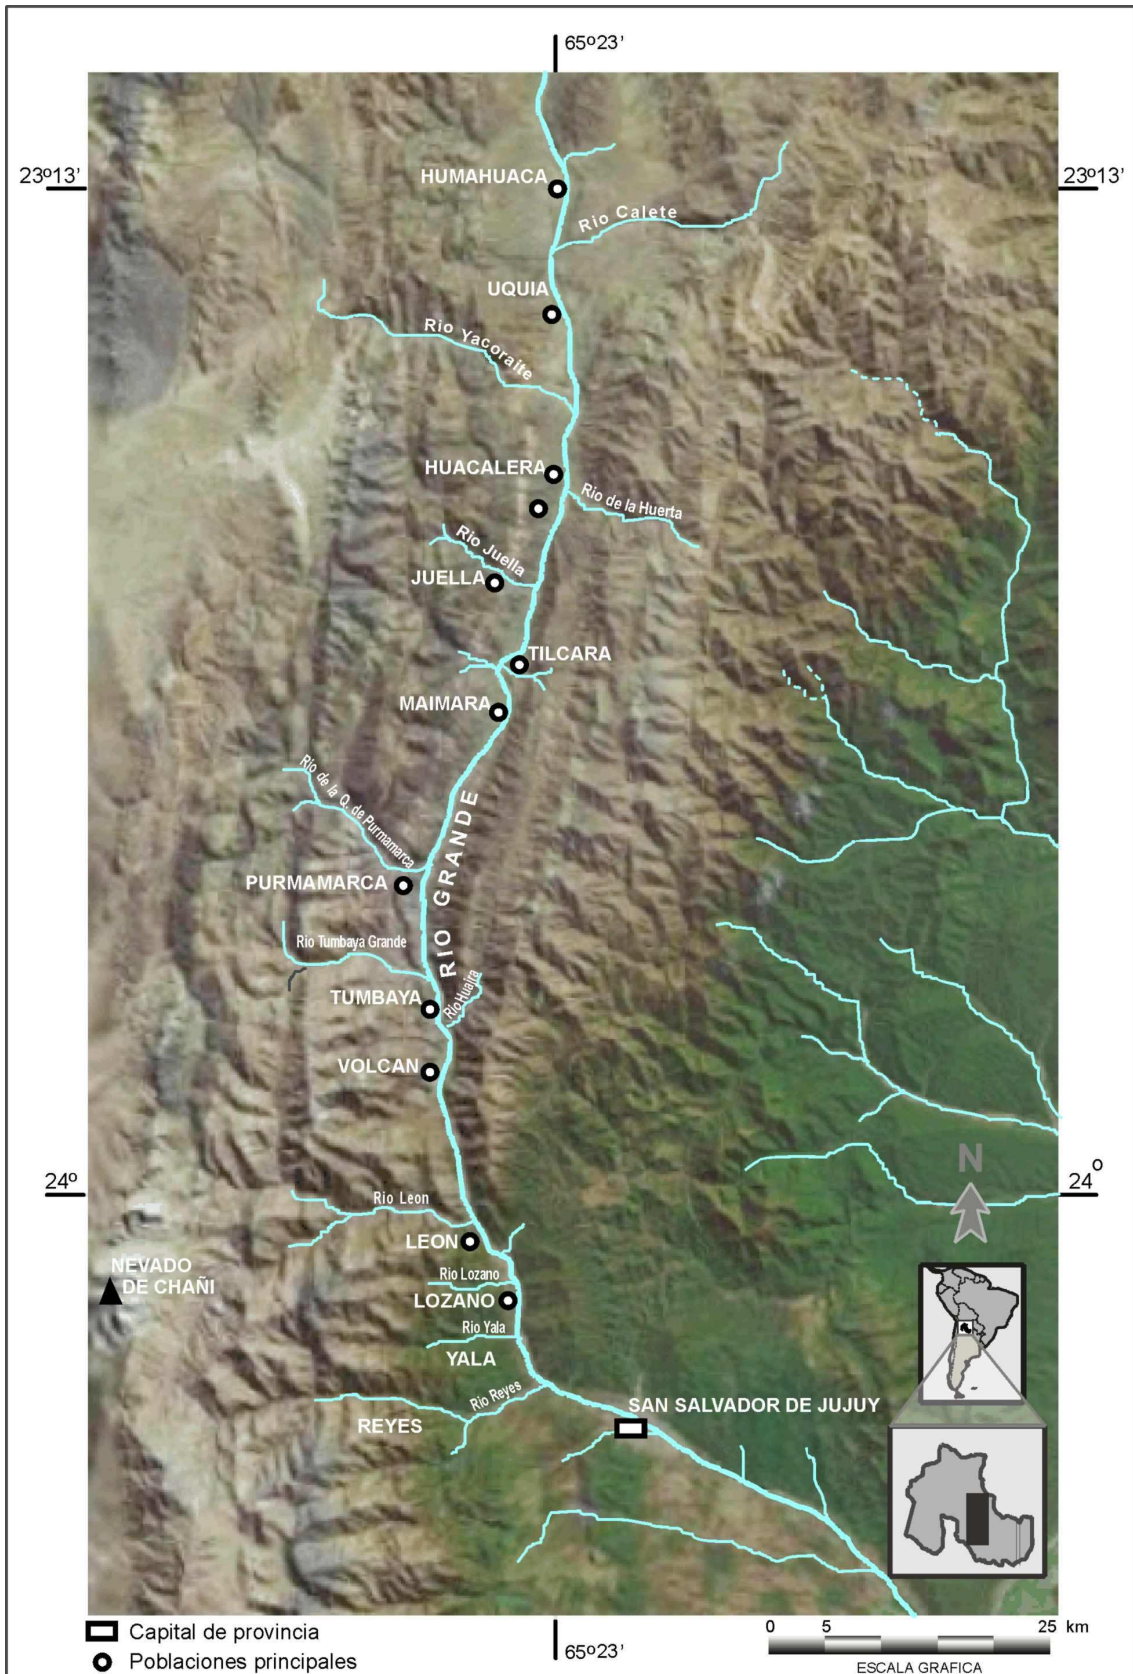 65º23'
23º13'
23º13'
HUMAHUACA
Rio Calete
UQUIA
Rio Yacoraite
HUACALERA
Rio de la Huerta
Rio Juella
JUELLA
TILCARA
MAIMARA
Rio de la Q. de Purnamarca
RIO GRANDE
PURMAMARCA
Rio Tumbaya Grande
TUMBAYA
Rio Huajra
VOLCAN
N
24º
24º
Rio Leon
LEON
NEVADO
DE CHAÑI
Rio Lozano
LOZANO
Rio Yala
YALA
Rio Reyes
REYES
SAN SALVADOR DE JUJUY
Capital de provincia
Poblaciones principales
65º23'
0 5 25 km
ESCALA GRAFICA